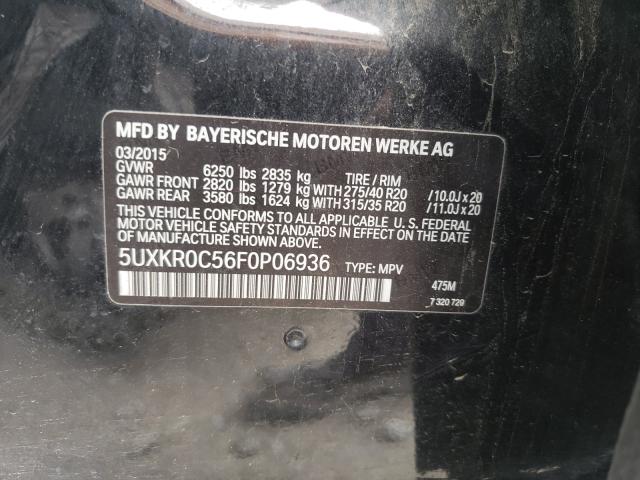 MFD BY BAYERISCHE MOTOREN WERKE AG
03/2015
GVWR 6250 lbs 2835 kg TIRE / RIM
GAWR FRONT 2820 lbs 1279 kg WITH 275/40 R20 /10.0J x 20
GAWR REAR 3580 lbs 1624 kg WITH 315/35 R20 /11.0J x 20
THIS VEHICLE CONFORMS TO ALL APPLICABLE U. S. FEDERAL
MOTOR VEHICLE SAFETY STANDARDS IN EFFECT ON THE DATE
OF MANUFACTURE SHOWN ABOVE.
5UXKR0C56F0P06936 TYPE: MPV
475M
7 320 729